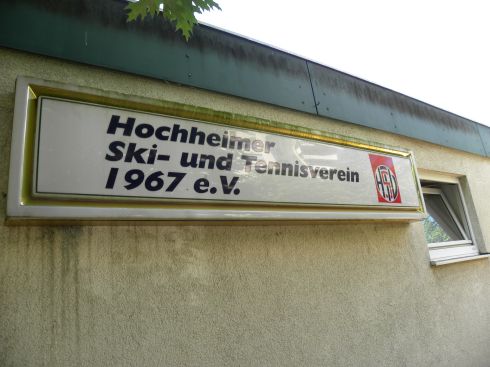 Hochheimer
Ski- und Tennisverein
1967 e.V.